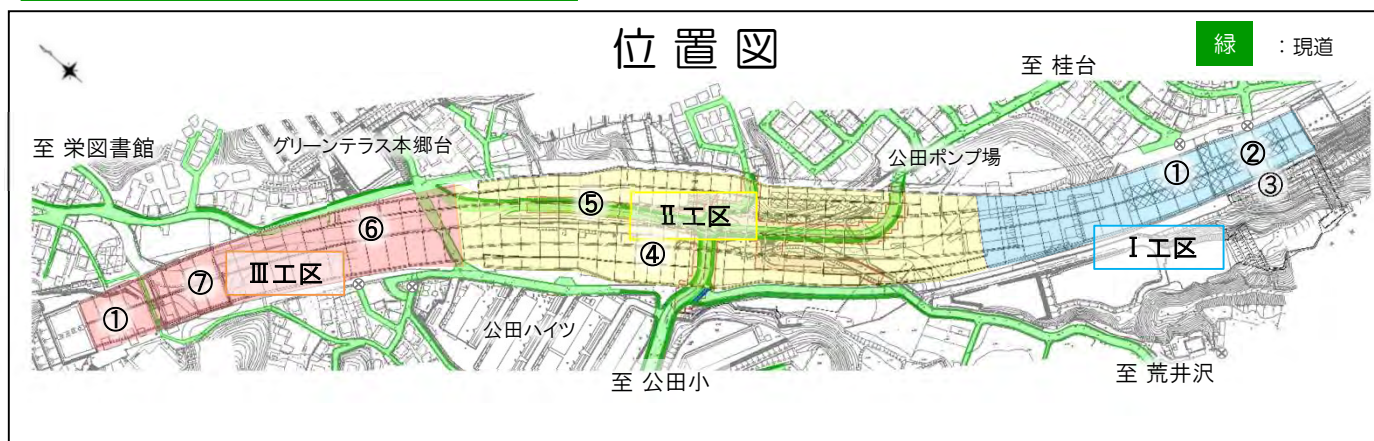 位置図
緑
：現道
至 桂台
至 栄図書館
グリーンテラス本郷台
公田ポンプ場
①
②
③
⑤
Ⅱ工区
④
Ⅰ工区
⑥
⑦
Ⅲ工区
①
公田ハイツ
至 公田小
至 荒井沢